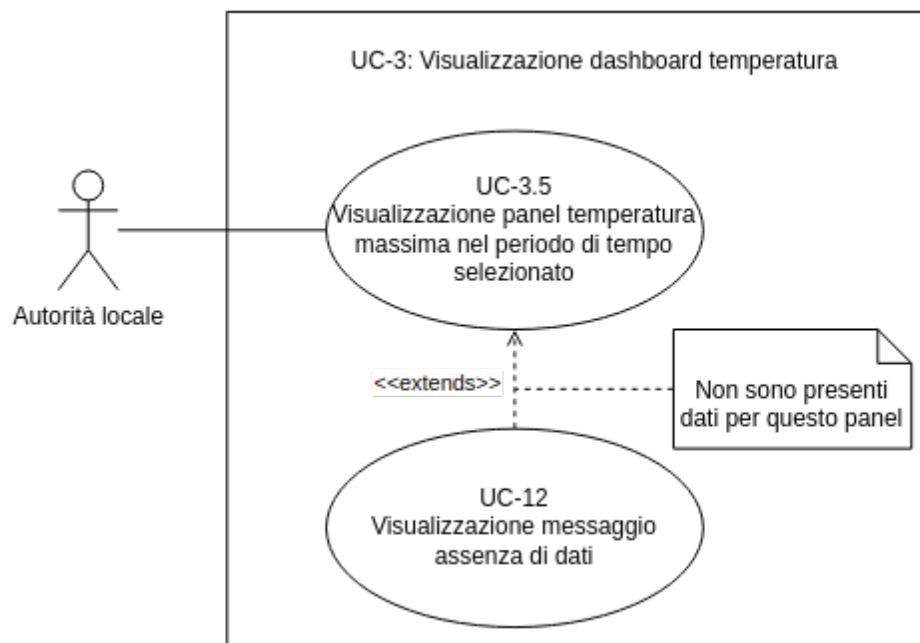 UC-3: Visualizzazione dashboard temperatura
UC-3.5
Visualizzazione panel temperatura
massima nel periodo di tempo
selezionato
Autorità locale
<<extends>>
Non sono presenti
dati per questo panel
UC-12
Visualizzazione messaggio
assenza di dati